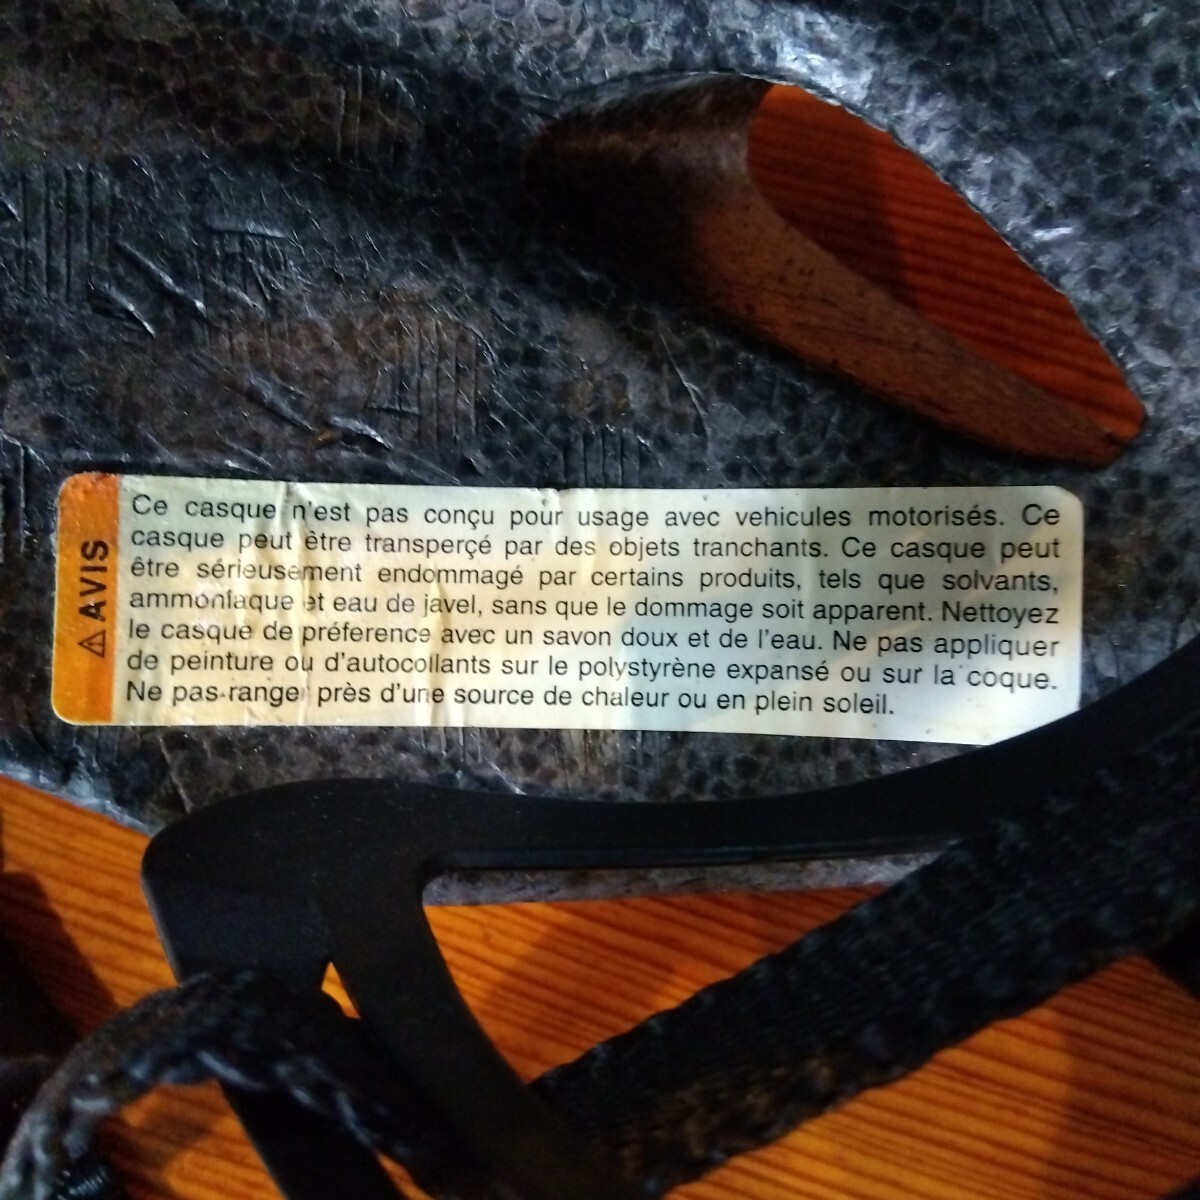 ⚠ AVIS
Ce casque n'est pas conçu pour usage avec vehicules motorisés. Ce
casque peut être transperçé par des objets tranchants. Ce casque peut
être sérieusement endommagé par certains produits, tels que solvants,
ammoniaque et eau de javel, sans que le dommage soit apparent. Nettoyez
le casque de préference avec un savon doux et de l'eau. Ne pas appliquer
de peinture ou d'autocollants sur le polystyrène expansé ou sur la coque.
Ne pas ranger près d'une source de chaleur ou en plein soleil.